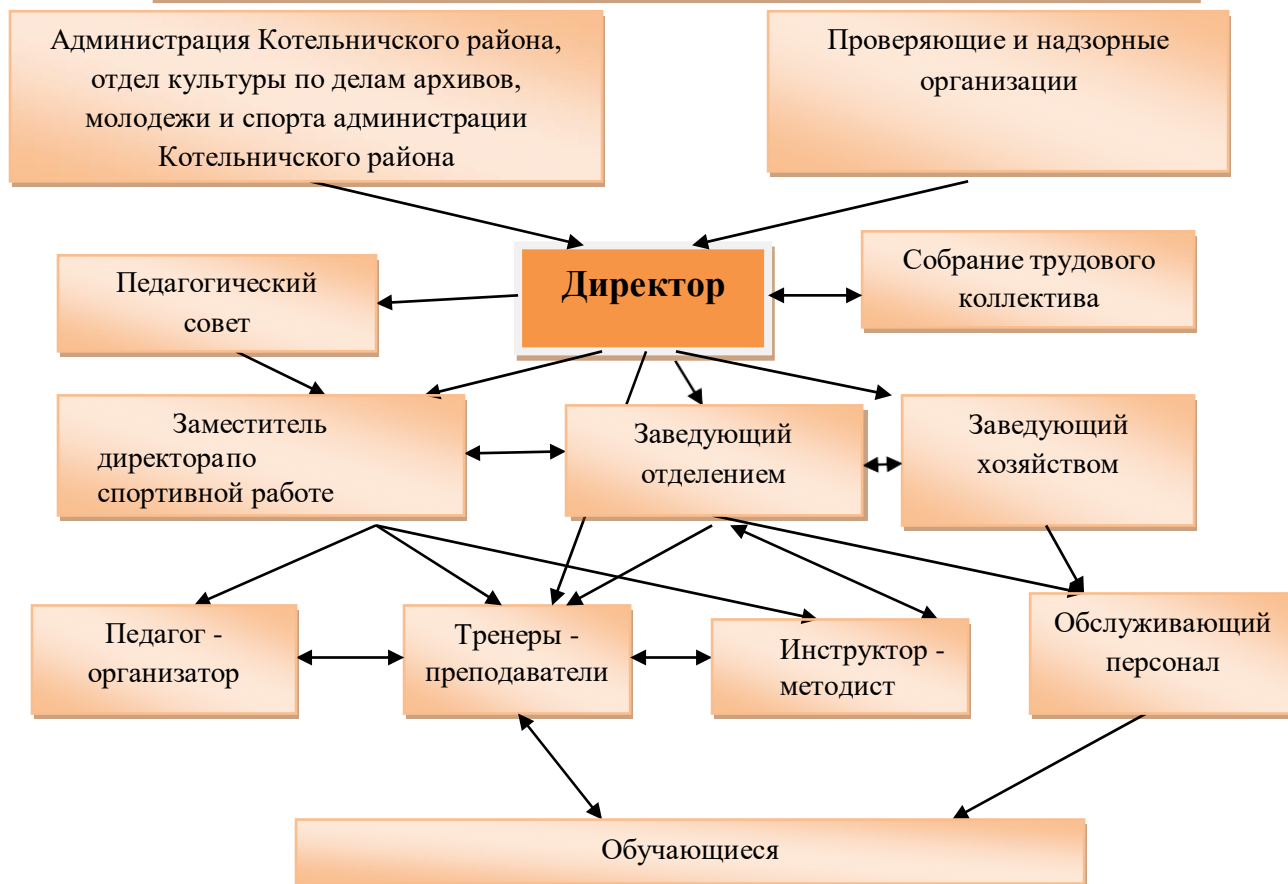 Администрация Котельничского района,
отдел культуры по делам архивов,
молодежи и спорта администрации
Котельничского района
Проверяющие и надзорные
организации
Директор
Собрание трудового
коллектива
Педагогический
совет
Заместитель
директорапо
спортивной работе
Заведующий
отделением
Заведующий
хозяйством
Педагог -
организатор
Тренеры -
преподаватели
Инструктор -
методист
Обслуживающий
персонал
Обучающиеся